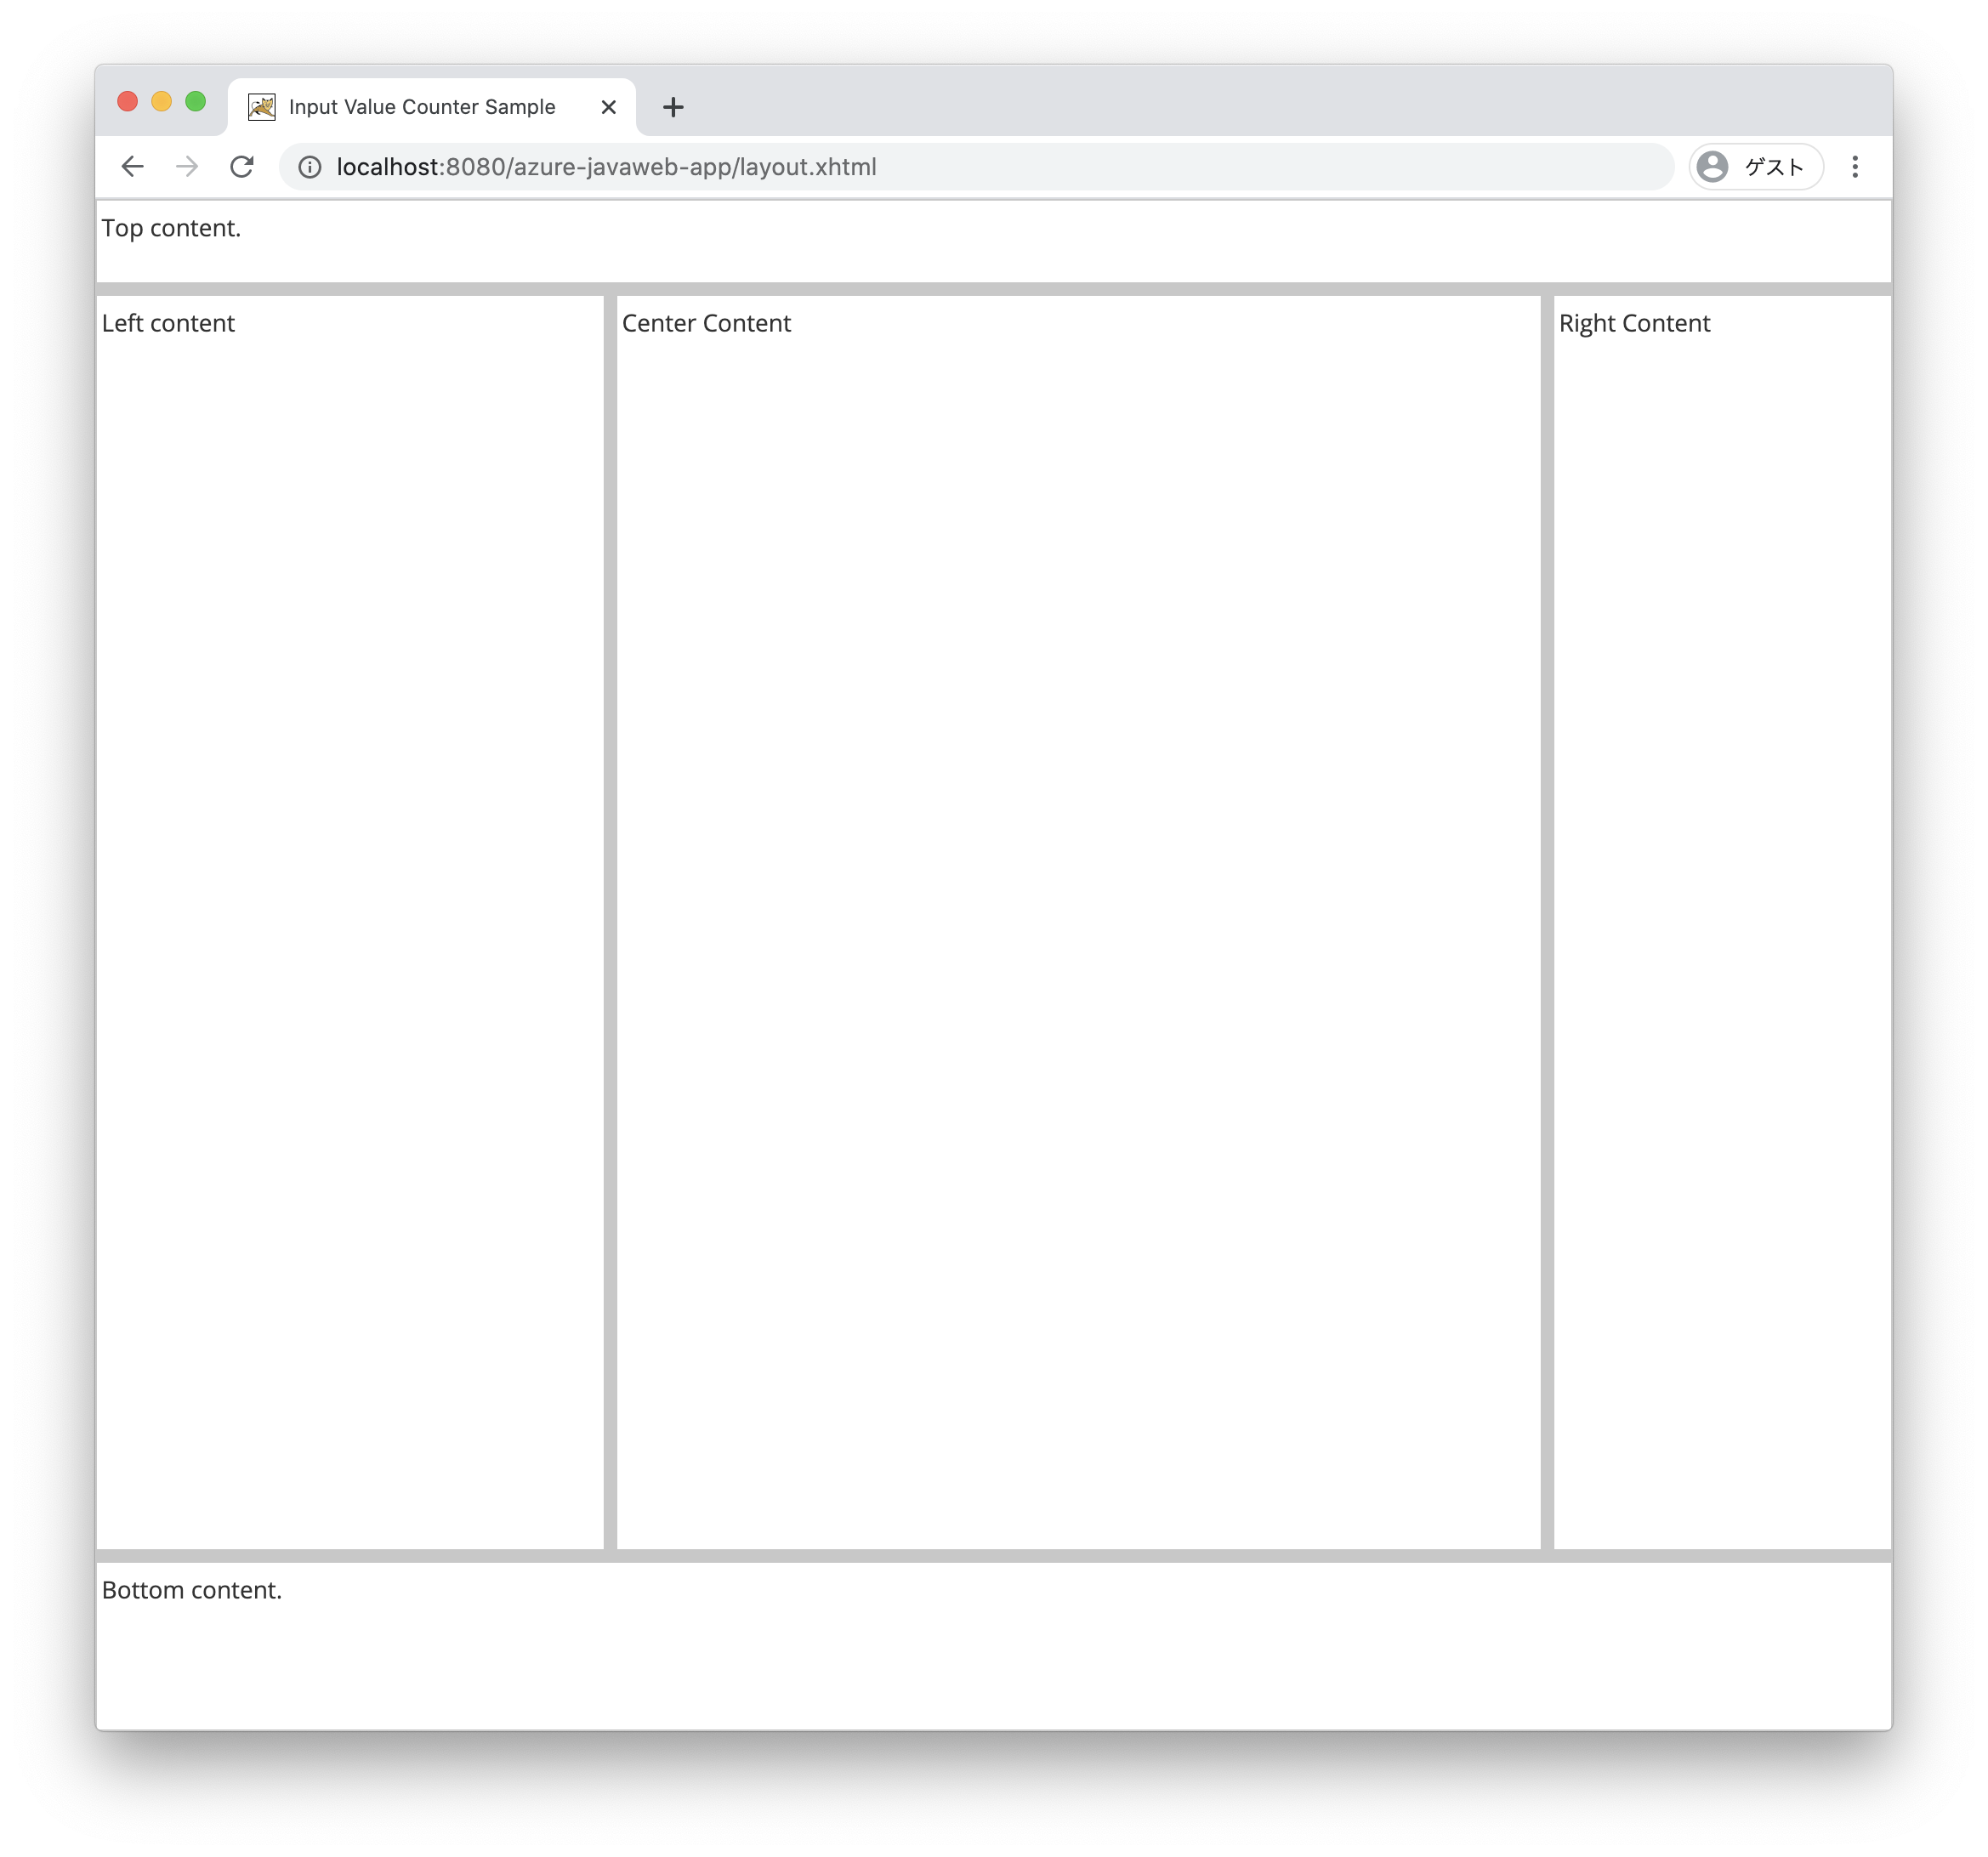 Input Value Counter Sample
localhost:8080/azure-javaweb-app/layout.xhtml
ゲスト
Top content.
Left content
Center Content
Right Content
Bottom content.